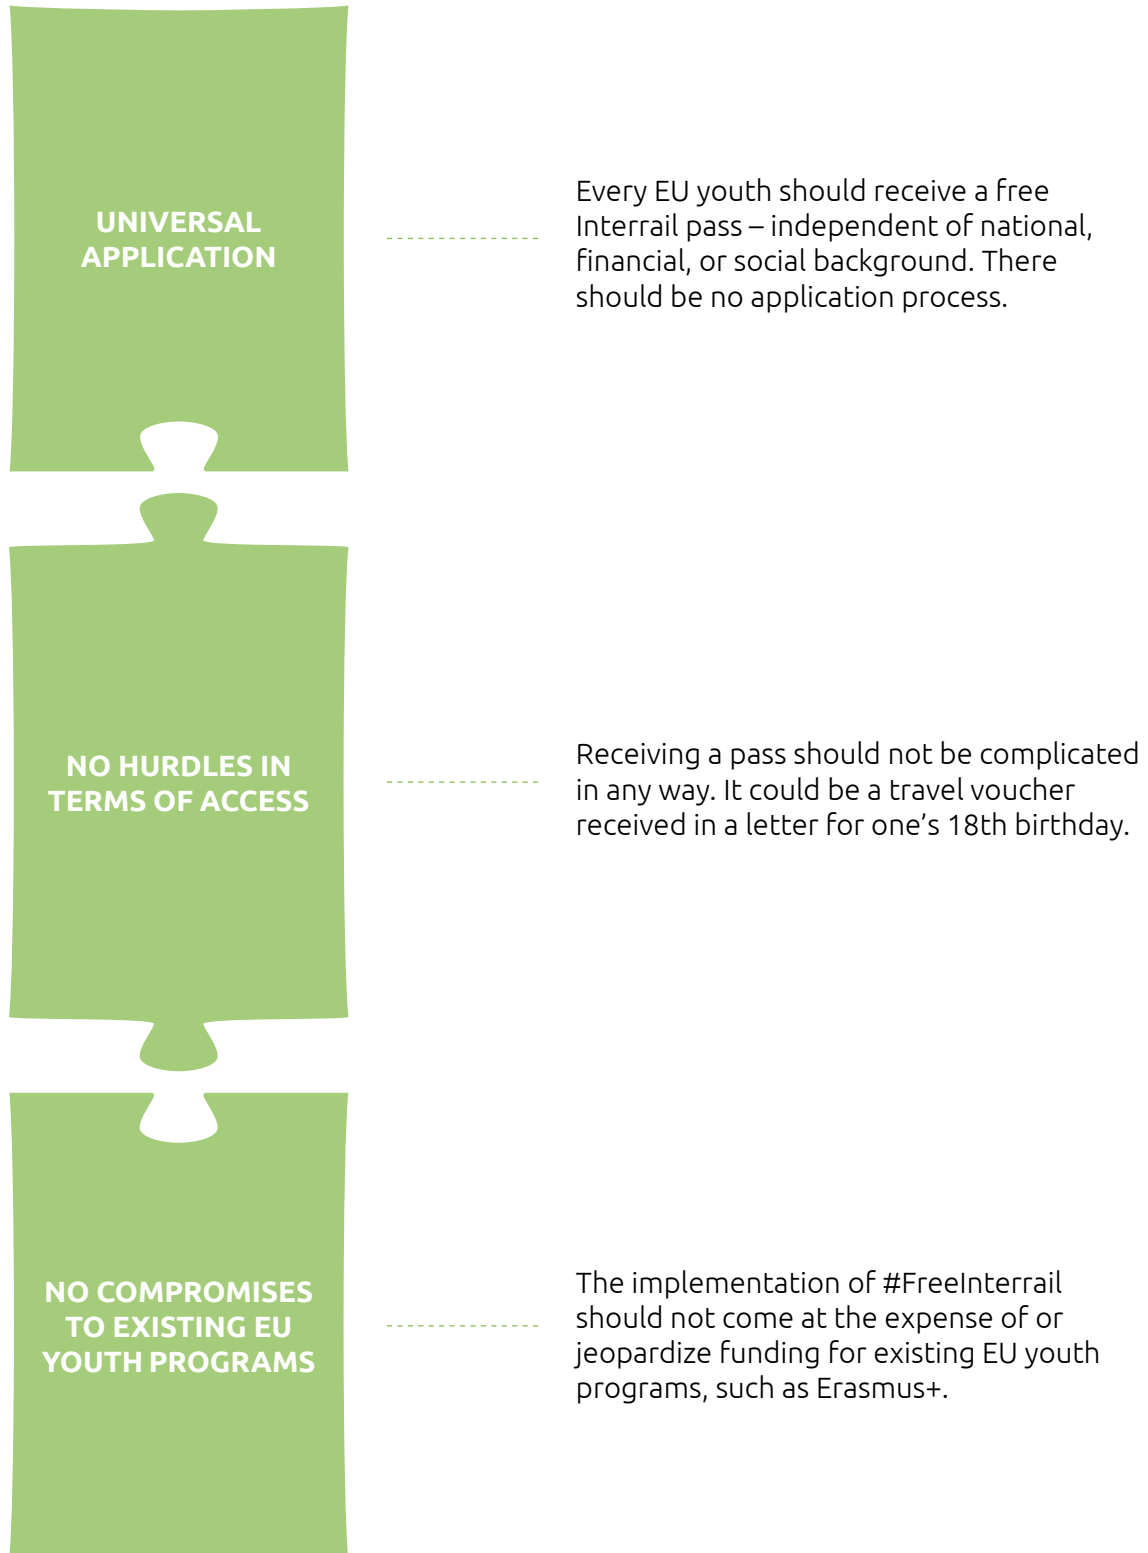 UNIVERSAL
APPLICATION
Every EU youth should receive a free
Interrail pass – independent of national,
financial, or social background. There
should be no application process.
NO HURDLES IN
TERMS OF ACCESS
Receiving a pass should not be complicated
in any way. It could be a travel voucher
received in a letter for one’s 18th birthday.
NO COMPROMISES
TO EXISTING EU
YOUTH PROGRAMS
The implementation of #FreeInterrail
should not come at the expense of or
jeopardize funding for existing EU youth
programs, such as Erasmus+.